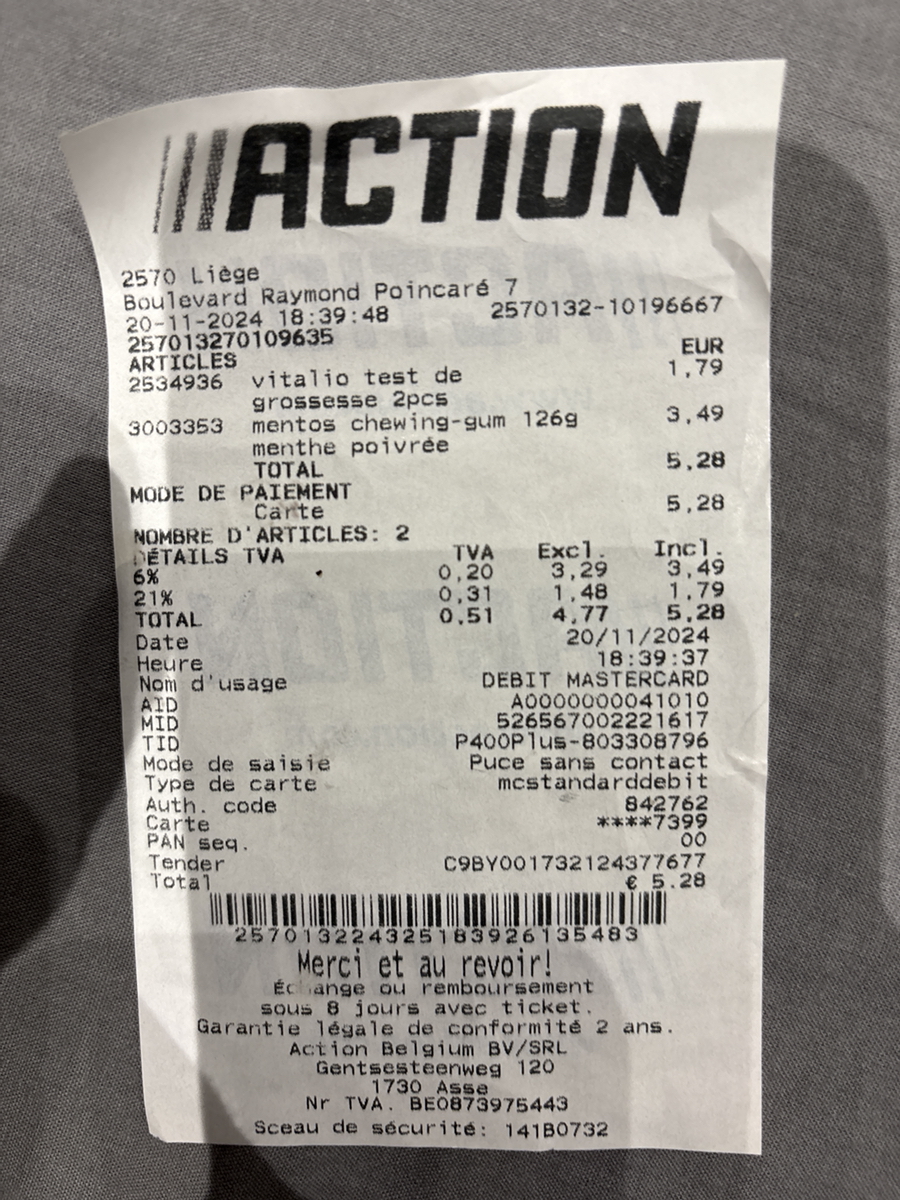 ACTION
2570 Liège
Boulevard Raymond Poincaré 7
20-11-2024 18:39:48 2570132-10196667
257013270109635
ARTICLES EUR
2534936 vitalio test de 1,79
grossesse 2pcs
3003353 mentos chewing-gum 126g 3,49
menthe poivrée
TOTAL 5,28
MODE DE PAIEMENT
Carte 5,28
NOMBRE D'ARTICLES: 2
DÉTAILS TVA TVA Excl. Incl.
6% 0,20 3,29 3,49
21% 0,31 1,48 1,79
TOTAL 0,51 4,77 5,28
Date 20/11/2024
Heure 18:39:37
Nom d'usage DEBIT MASTERCARD
AID A0000000041010
MID 526567002221617
TID P400Plus-803308796
Mode de saisie Puce sans contact
Type de carte mcstandarddebit
Auth. code 842762
Carte ****7399
PAN seq. 00
Tender C9BY001732124377677
Total € 5.28
257013224325183926135483
Merci et au revoir!
Échange ou remboursement
sous 8 jours avec ticket.
Garantie légale de conformité 2 ans.
Action Belgium BV/SRL
Gentsesteenweg 120
1730 Asse
Nr TVA. BE0873975443
Sceau de sécurité: 141B0732